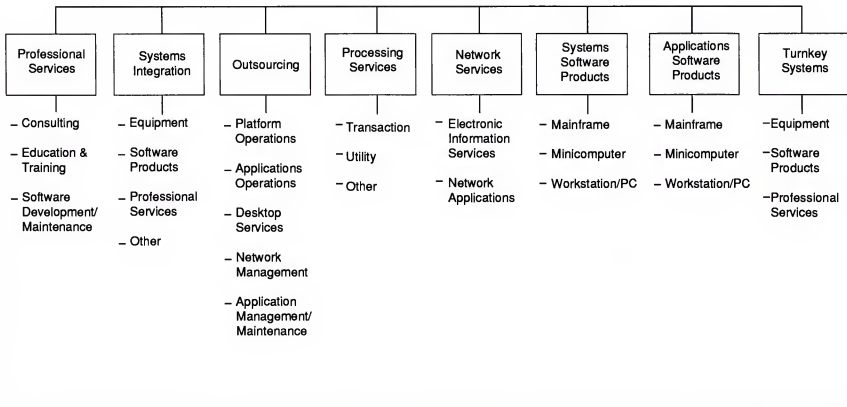 Professional
Services
– Consulting
– Education &
Training
– Software
Development/
Maintenance
Systems
Integration
– Equipment
– Software
Products
– Professional
Services
– Other
Outsourcing
– Platform
Operations
– Applications
Operations
– Desktop
Services
– Network
Management
– Application
Management/
Maintenance
Processing
Services
– Transaction
– Utility
– Other
Network
Services
– Electronic
Information
Services
– Network
Applications
Systems
Software
Products
– Mainframe
– Minicomputer
– Workstation/PC
Applications
Software
Products
– Mainframe
– Minicomputer
– Workstation/PC
Turnkey
Systems
–Equipment
–Software
Products
–Professional
Services